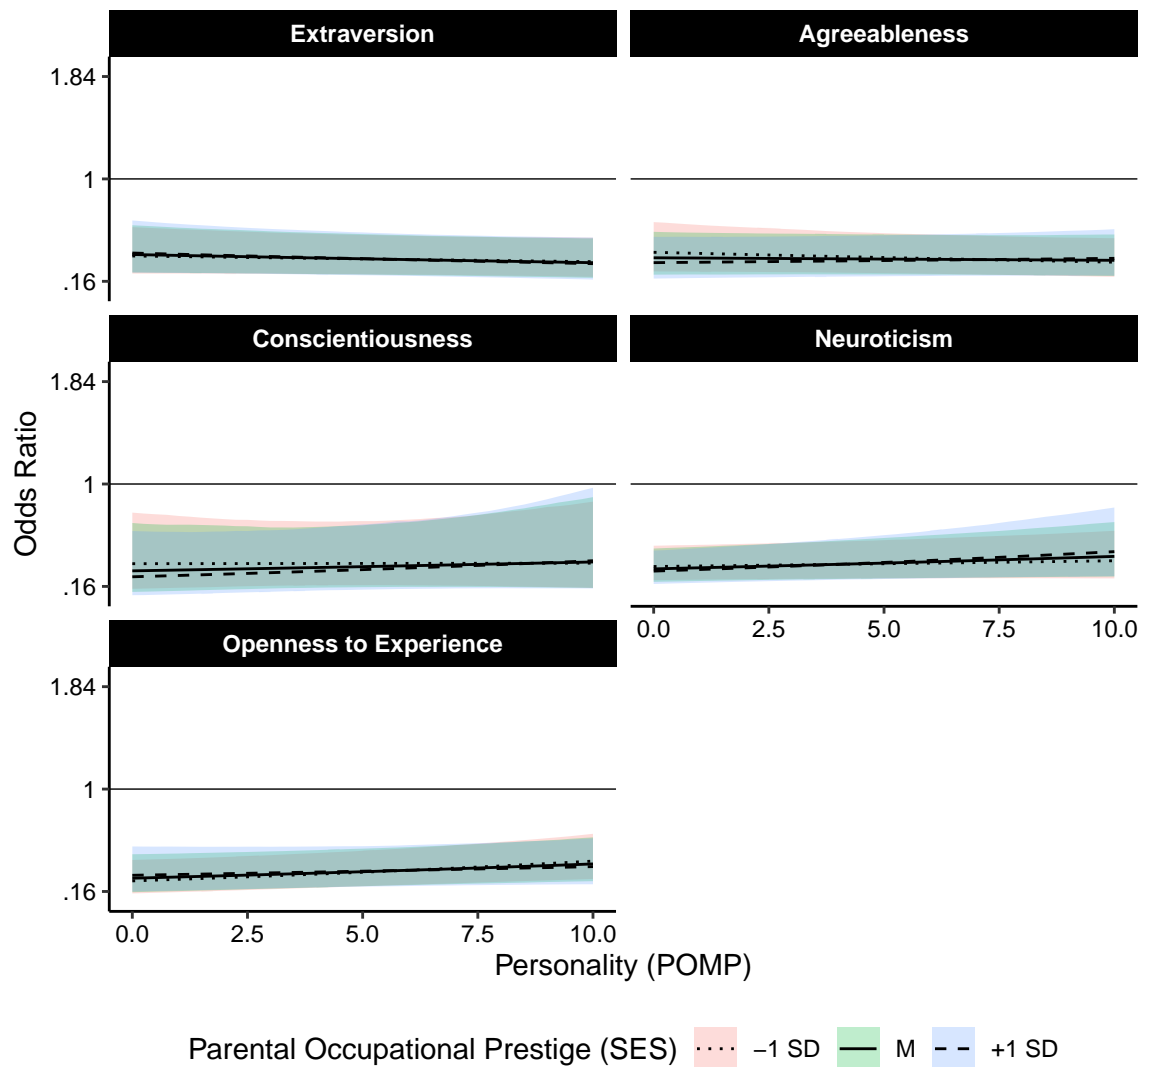 Extraversion
Agreeableness
1.84
1
.16
Conscientiousness
Neuroticism
1.84
1
.16
0.0 2.5 5.0 7.5 10.0
Openness to Experience
1.84
1
.16
0.0 2.5 5.0 7.5 10.0
Odds Ratio
Personality (POMP)
Parental Occupational Prestige (SES) −1 SD M +1 SD